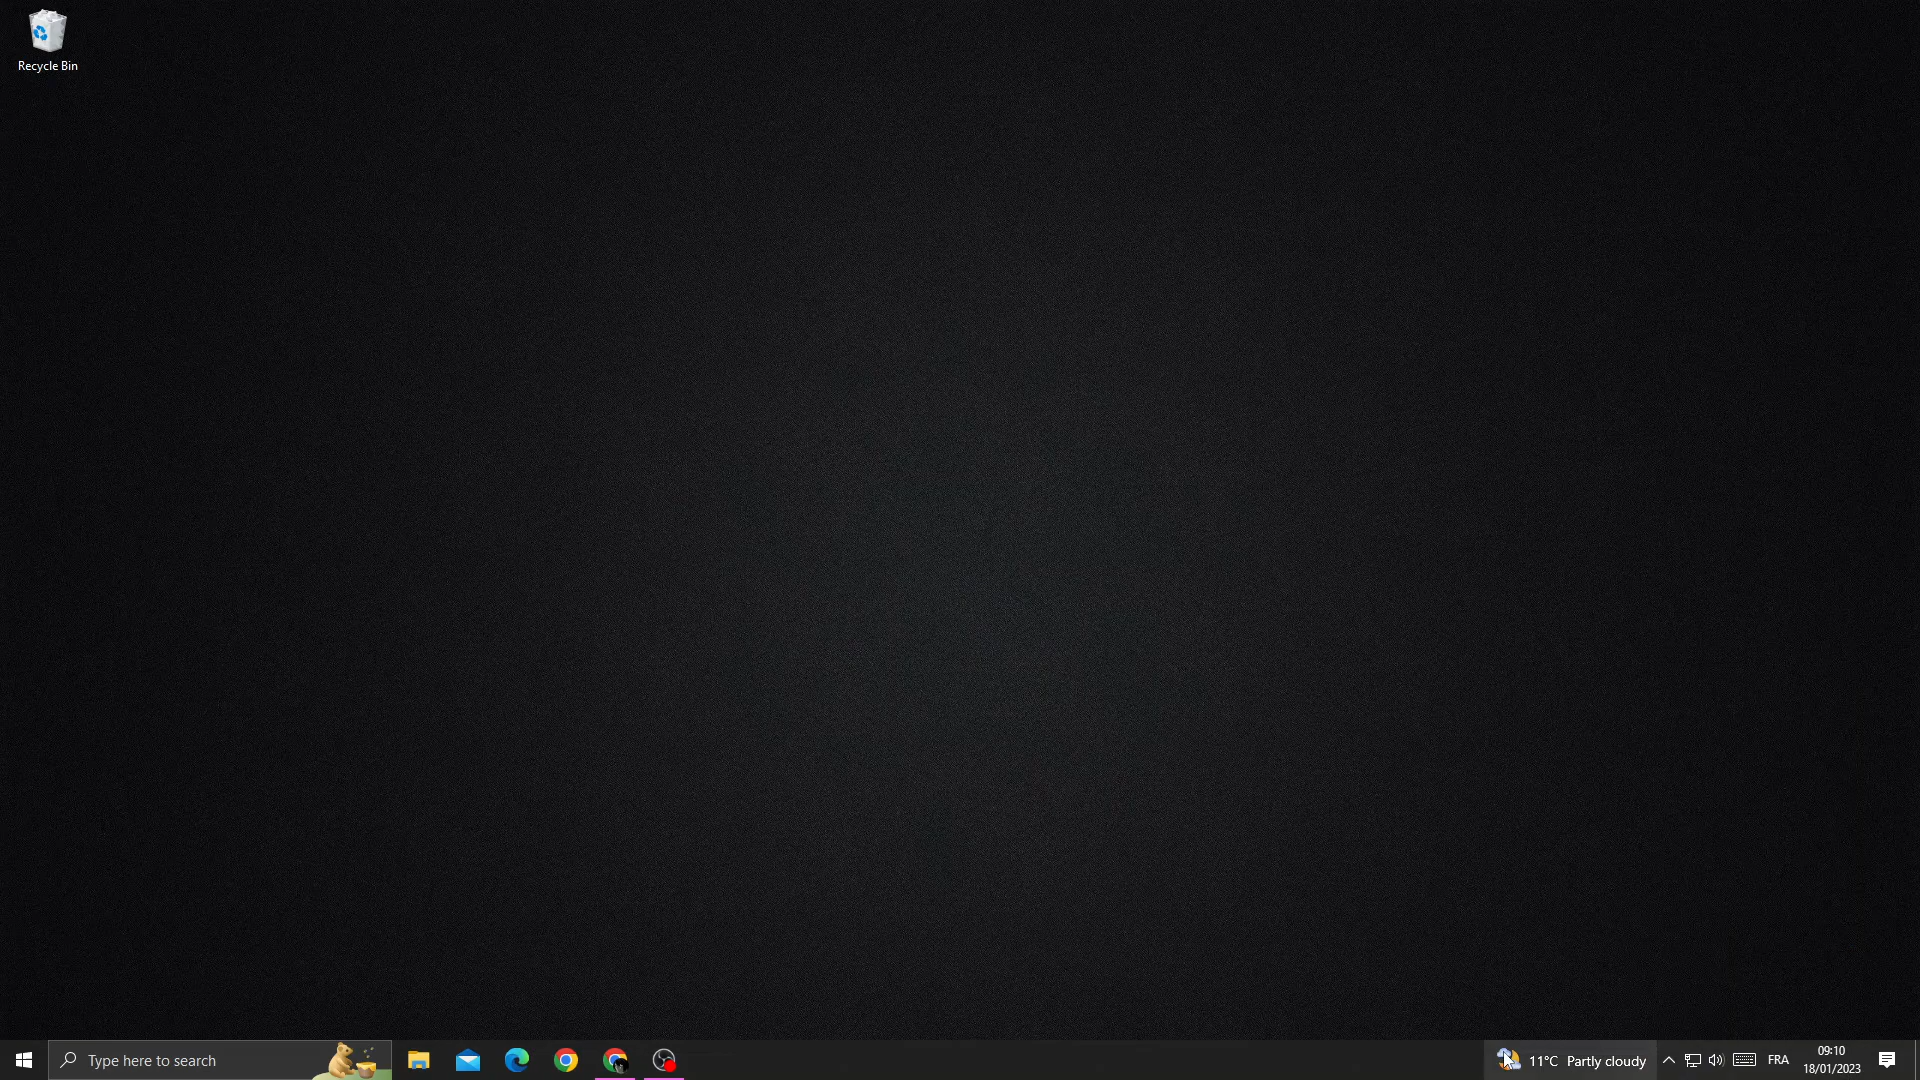 Recycle Bin
Type here to search
11°C Partly cloudy
FRA
09:10
18/01/2023